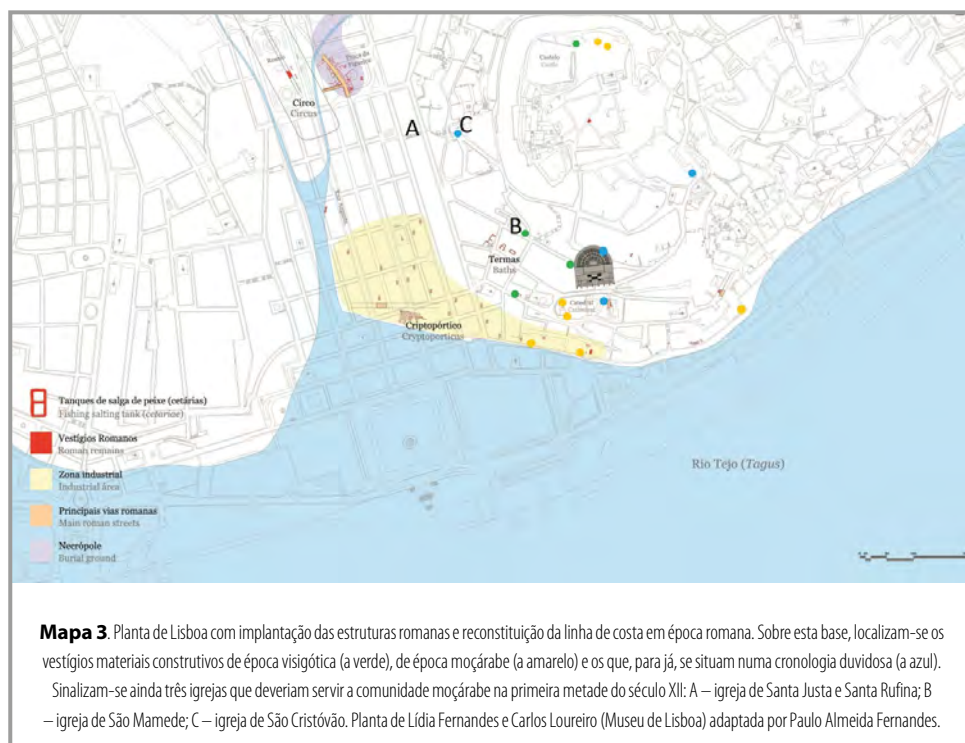 Castelo
Castle
Circo
Circus
A
C
B
Termas
Baths
Criptopórtico
Cryptoporticus
Tanques de salga de peixe (cetárias)
Fishing salting tank (cetariae)
Vestígios Romanos
Roman remains
Zona industrial
Industrial área
Principais vias romanas
Main roman streets
Necrópole
Burial ground
Rio Tejo (Tagus)
Mapa 3. Planta de Lisboa com implantação das estruturas romanas e reconstituição da linha de costa em época romana. Sobre esta base, localizam-se os
vestígios materiais construtivos de época visigótica (a verde), de época moçárabe (a amarelo) e os que, para já, se situam numa cronologia duvidosa (a azul).
Sinalizam-se ainda três igrejas que deveriam servir a comunidade moçárabe na primeira metade do século XII: A – igreja de Santa Justa e Santa Rufina; B
– igreja de São Mamede; C – igreja de São Cristóvão. Planta de Lídia Fernandes e Carlos Loureiro (Museu de Lisboa) adaptada por Paulo Almeida Fernandes.